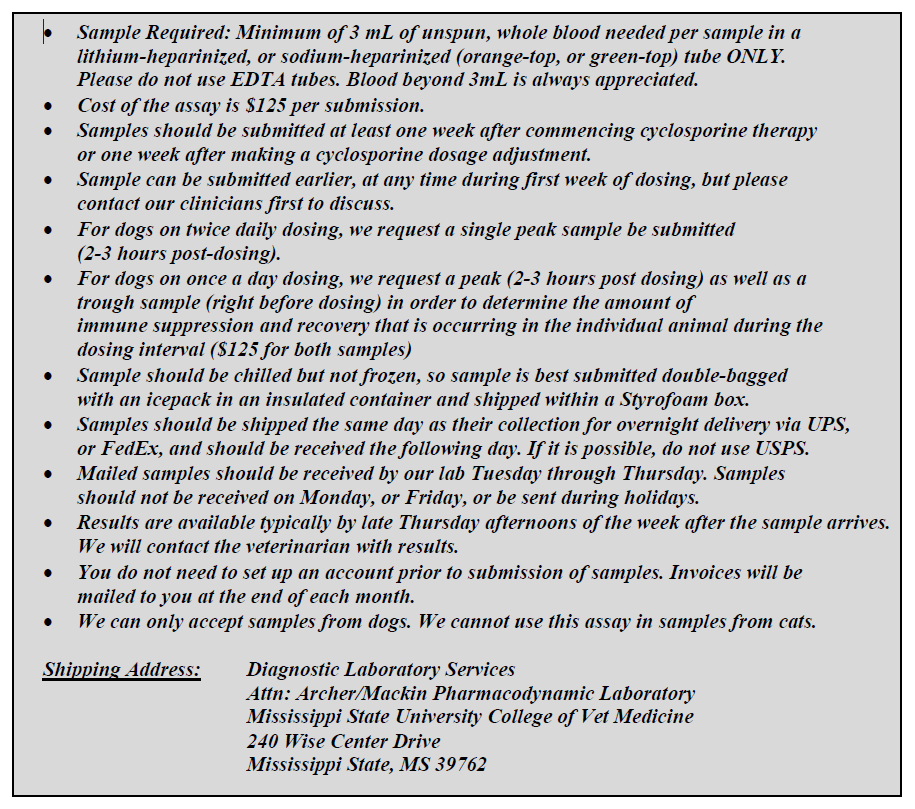 • Sample Required: Minimum of 3 mL of unspun, whole blood needed per sample in a
lithium-heparinized, or sodium-heparinized (orange-top, or green-top) tube ONLY.
Please do not use EDTA tubes. Blood beyond 3mL is always appreciated.
• Cost of the assay is $125 per submission.
• Samples should be submitted at least one week after commencing cyclosporine therapy
or one week after making a cyclosporine dosage adjustment.
• Sample can be submitted earlier, at any time during first week of dosing, but please
contact our clinicians first to discuss.
• For dogs on twice daily dosing, we request a single peak sample be submitted
(2-3 hours post-dosing).
• For dogs on once a day dosing, we request a peak (2-3 hours post dosing) as well as a
trough sample (right before dosing) in order to determine the amount of
immune suppression and recovery that is occurring in the individual animal during the
dosing interval ($125 for both samples)
• Sample should be chilled but not frozen, so sample is best submitted double-bagged
with an icepack in an insulated container and shipped within a Styrofoam box.
• Samples should be shipped the same day as their collection for overnight delivery via UPS,
or FedEx, and should be received the following day. If it is possible, do not use USPS.
• Mailed samples should be received by our lab Tuesday through Thursday. Samples
should not be received on Monday, or Friday, or be sent during holidays.
• Results are available typically by late Thursday afternoons of the week after the sample arrives.
We will contact the veterinarian with results.
• You do not need to set up an account prior to submission of samples. Invoices will be
mailed to you at the end of each month.
• We can only accept samples from dogs. We cannot use this assay in samples from cats.
Shipping Address: Diagnostic Laboratory Services
Attn: Archer/Mackin Pharmacodynamic Laboratory
Mississippi State University College of Vet Medicine
240 Wise Center Drive
Mississippi State, MS 39762